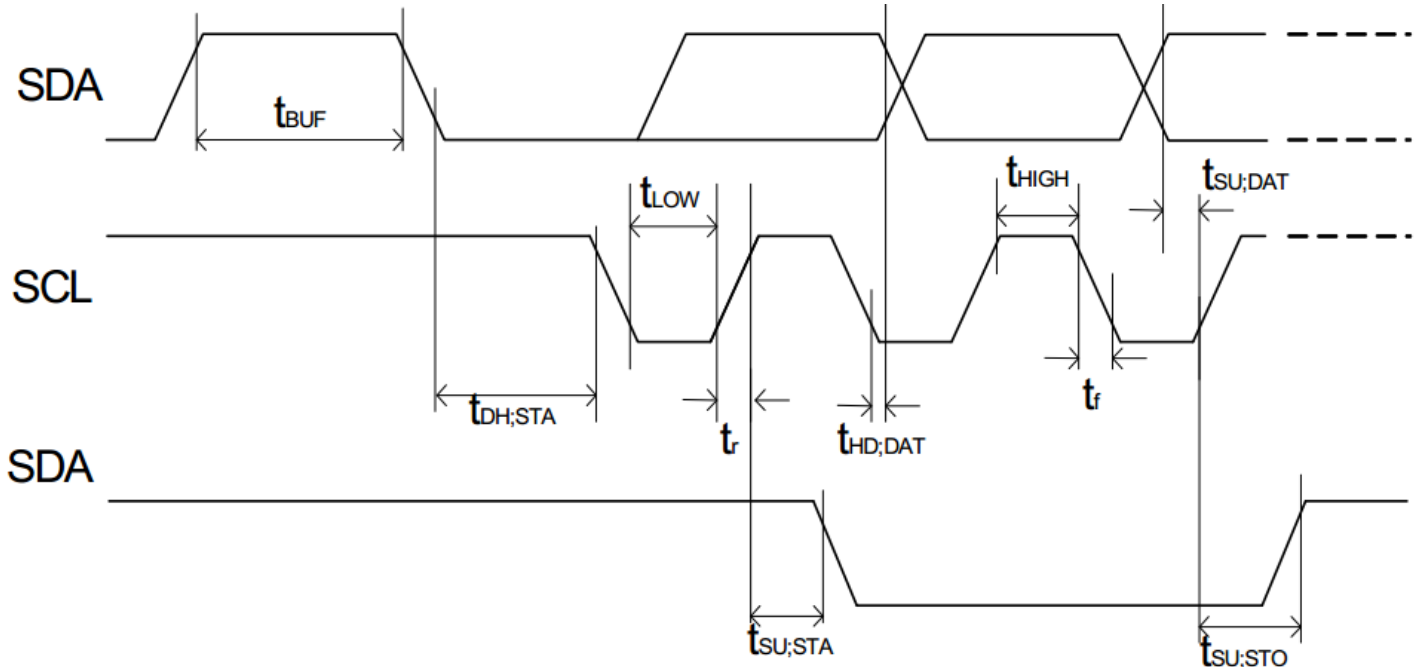 SDA
tBUF
tHIGH
tSU;DAT
tLOW
SCL
tDH;STA
tr
tHD;DAT
tf
SDA
tSU;STA
tSU:STO